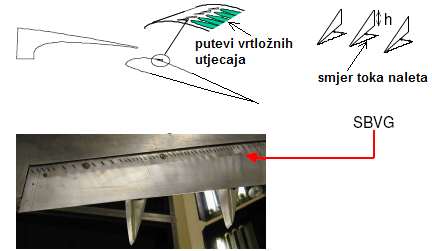 h
putevi vrtložnih
utjecaja
smjer toka naleta
SBVG